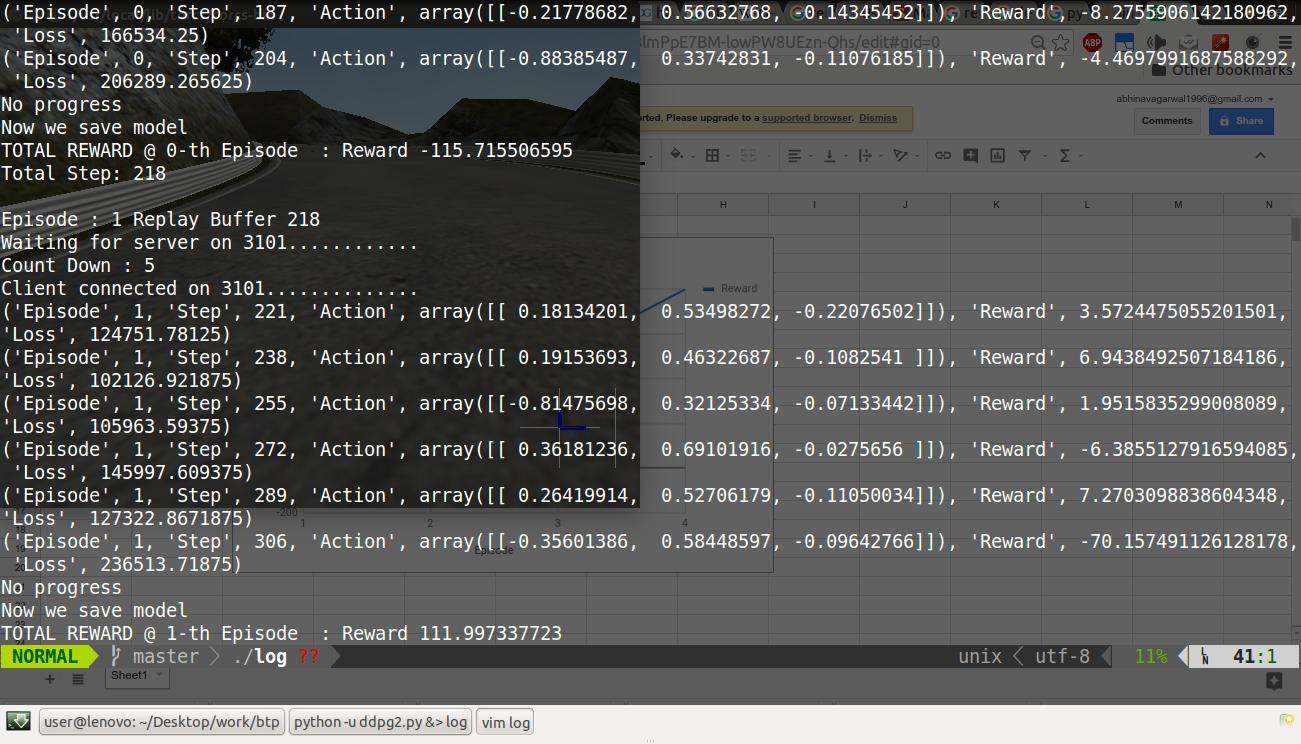 ('Episode', 0, 'Step', 187, 'Action', array([[-0.21778682,  0.56632768, -0.14345452]]), 'Reward', -8.2755906142180962,
'Loss', 166534.25)
('Episode', 0, 'Step', 204, 'Action', array([[-0.88385487,  0.33742831, -0.11076185]]), 'Reward', -4.4697991687588292,
'Loss', 206289.265625)
Other bookmarks
No progress
abhinavagarwal1996@gmail.com
Now we save model
rted. Please upgrade to a supported browser. Dismiss
Comments
Share
TOTAL REWARD @ 0-th Episode  : Reward -115.715506595
Total Step: 218
H I J K L M N
Episode : 1 Replay Buffer 218
Waiting for server on 3101............
Count Down : 5
Client connected on 3101..............
Reward
('Episode', 1, 'Step', 221, 'Action', array([[ 0.18134201,  0.53498272, -0.22076502]]), 'Reward', 3.5724475055201501,
'Loss', 124751.78125)
('Episode', 1, 'Step', 238, 'Action', array([[ 0.19153693,  0.46322687, -0.1082541 ]]), 'Reward', 6.9438492507184186,
'Loss', 102126.921875)
('Episode', 1, 'Step', 255, 'Action', array([[-0.81475698,  0.32125334, -0.07133442]]), 'Reward', 1.9515835299008089,
'Loss', 105963.59375)
('Episode', 1, 'Step', 272, 'Action', array([[ 0.36181236,  0.69101916, -0.0275656 ]]), 'Reward', -6.3855127916594085,
'Loss', 145997.609375)
('Episode', 1, 'Step', 289, 'Action', array([[ 0.26419914,  0.52706179, -0.11050034]]), 'Reward', 7.2703098838604348,
'Loss', 127322.8671875)
-200
1 2 3 4
('Episode', 1, 'Step', 306, 'Action', array([[-0.35601386,  0.58448597, -0.09642766]]), 'Reward', -70.157491126128178,
Episode
'Loss', 236513.71875)
No progress
Now we save model
TOTAL REWARD @ 1-th Episode  : Reward 111.997337723
NORMAL master ./log ?? unix utf-8 11% LN 41:1
Sheet1
user@lenovo: ~/Desktop/work/btp
python -u ddpg2.py &> log
vim log